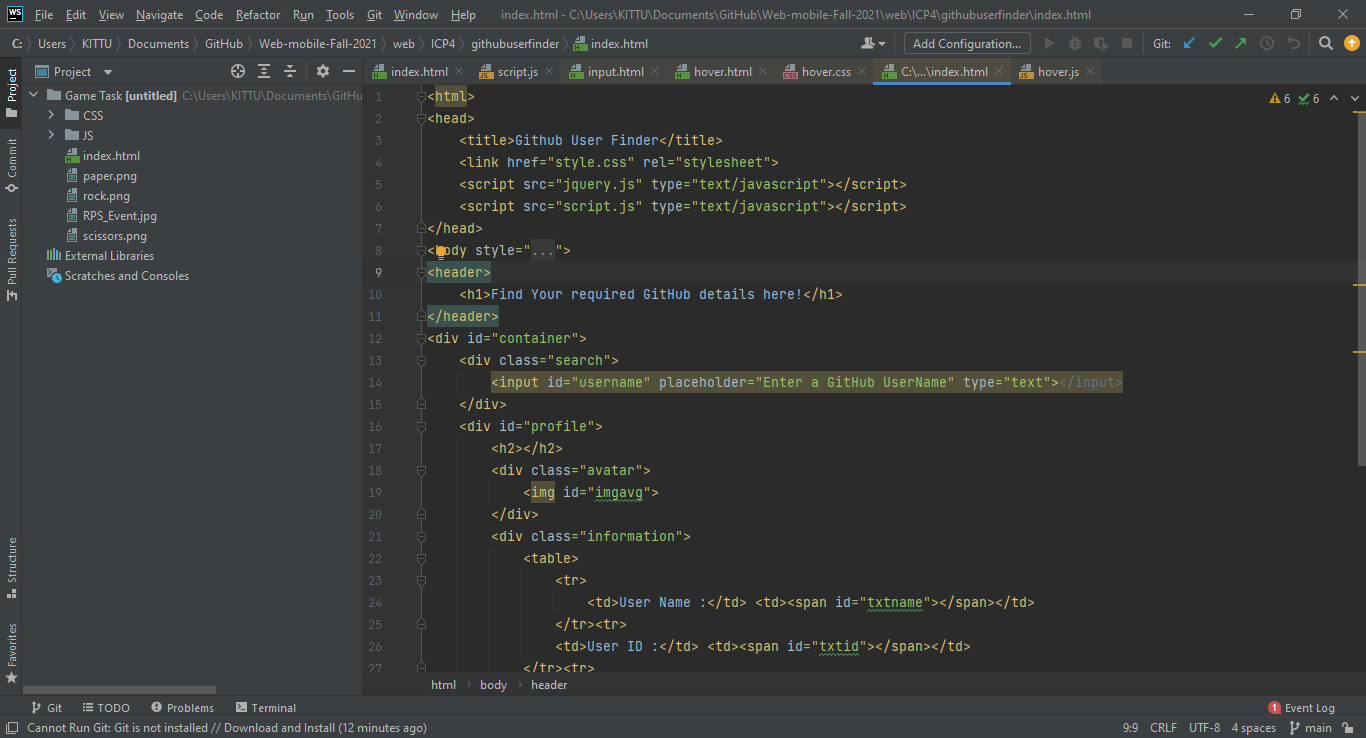 WS File Edit View Navigate Code Refactor Run Tools Git Window Help index.html - C:\Users\KITTU\Documents\GitHub\Web-mobile-Fall-2021\web\ICP4\githubuserfinder\index.html
C: Users KITTU Documents GitHub Web-mobile-Fall-2021 web ICP4 githubuserfinder index.html Add Configuration... Git:
Project index.html script.js input.html hover.html hover.css C:\...\index.html hover.js
Project
Commit
Pull Requests
Structure
Favorites
Game Task [untitled] C:\Users\KITTU\Documents\GitHu
CSS
JS
index.html
paper.png
rock.png
RPS_Event.jpg
scissors.png
External Libraries
Scratches and Consoles
6 6
1 <html>
2 <head>
3 <title>Github User Finder</title>
4 <link href="style.css" rel="stylesheet">
5 <script src="jquery.js" type="text/javascript"></script>
6 <script src="script.js" type="text/javascript"></script>
7 </head>
8 <body style="...">
9 <header>
10 <h1>Find Your required GitHub details here!</h1>
11 </header>
12 <div id="container">
13 <div class="search">
14 <input id="username" placeholder="Enter a GitHub UserName" type="text"></input>
15 </div>
16 <div id="profile">
17 <h2></h2>
18 <div class="avatar">
19 <img id="imgavg">
20 </div>
21 <div class="information">
22 <table>
23 <tr>
24 <td>User Name :</td> <td><span id="txtname"></span></td>
25 </tr><tr>
26 <td>User ID :</td> <td><span id="txtid"></span></td>
27 </tr><tr>
html body header
Git TODO Problems Terminal 1 Event Log
Cannot Run Git: Git is not installed // Download and Install (12 minutes ago) 9:9 CRLF UTF-8 4 spaces main